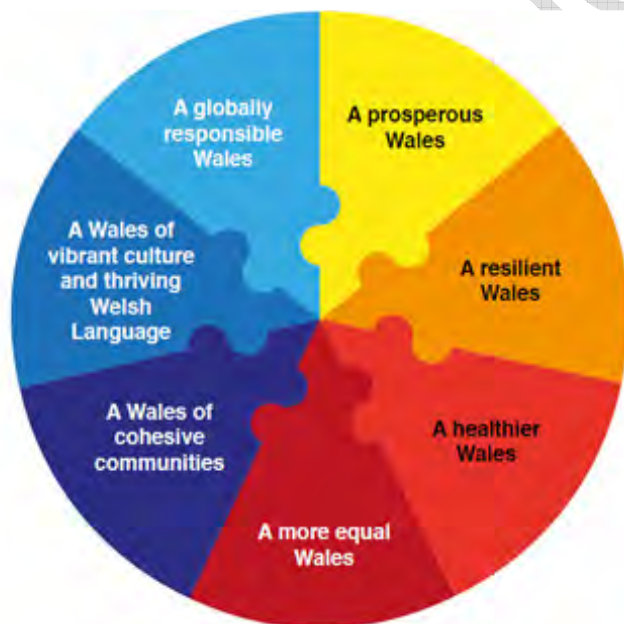 A globally
responsible
Wales
A prosperous
Wales
A resilient
Wales
A healthier
Wales
A more equal
Wales
A Wales of
cohesive
communities
A Wales of
vibrant culture
and thriving
Welsh
Language